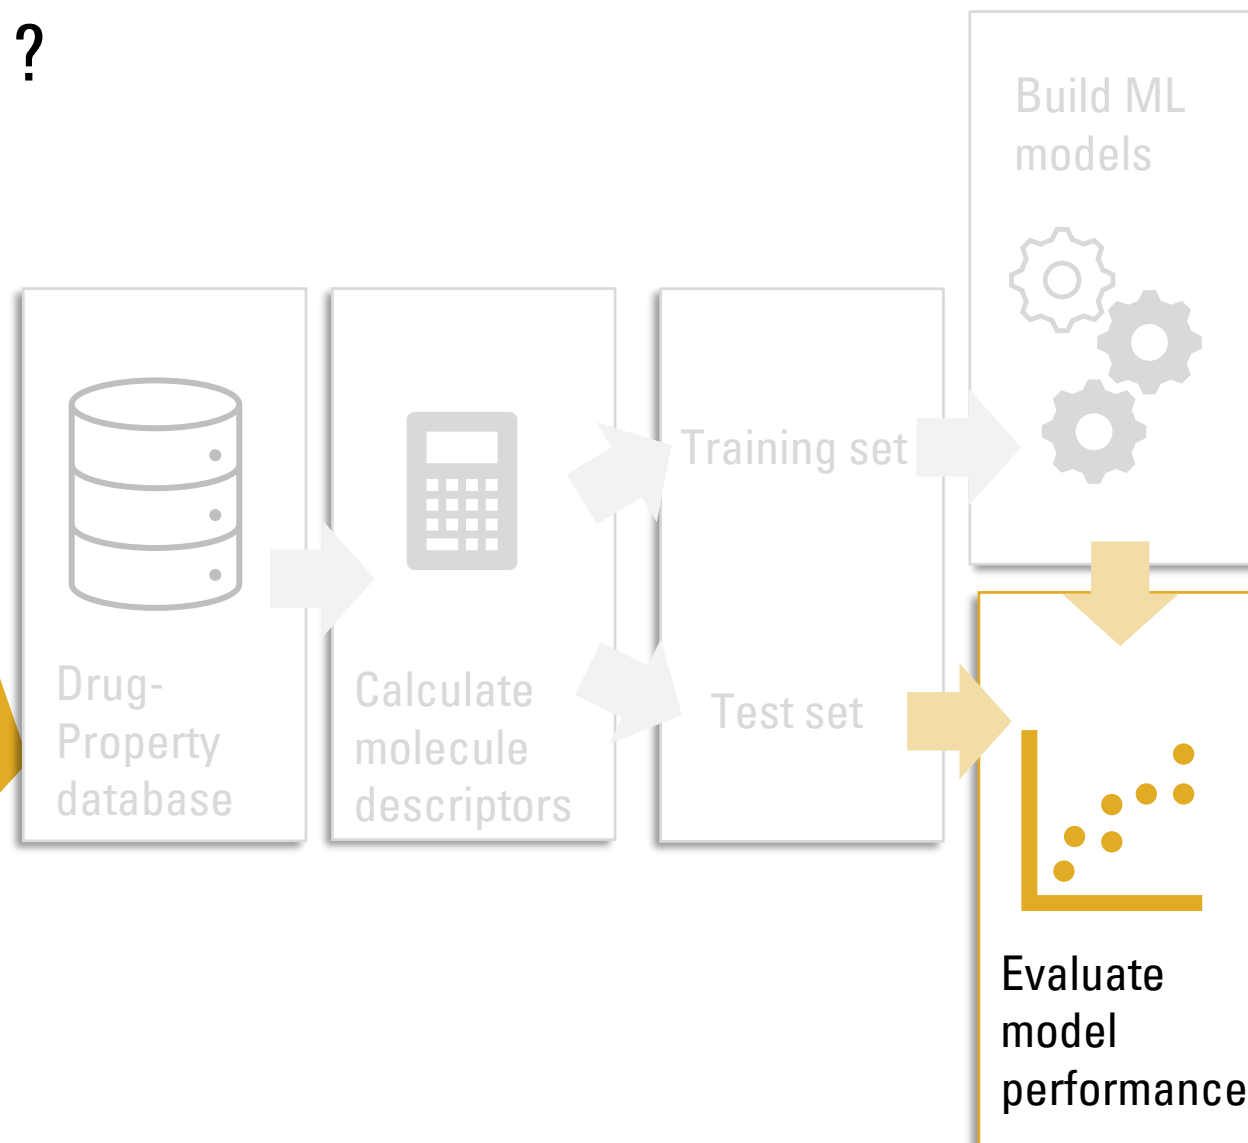 ?
Build ML
models
Training set
Drug-
Property
database
Calculate
molecule
descriptors
Test set
Evaluate
model
performance